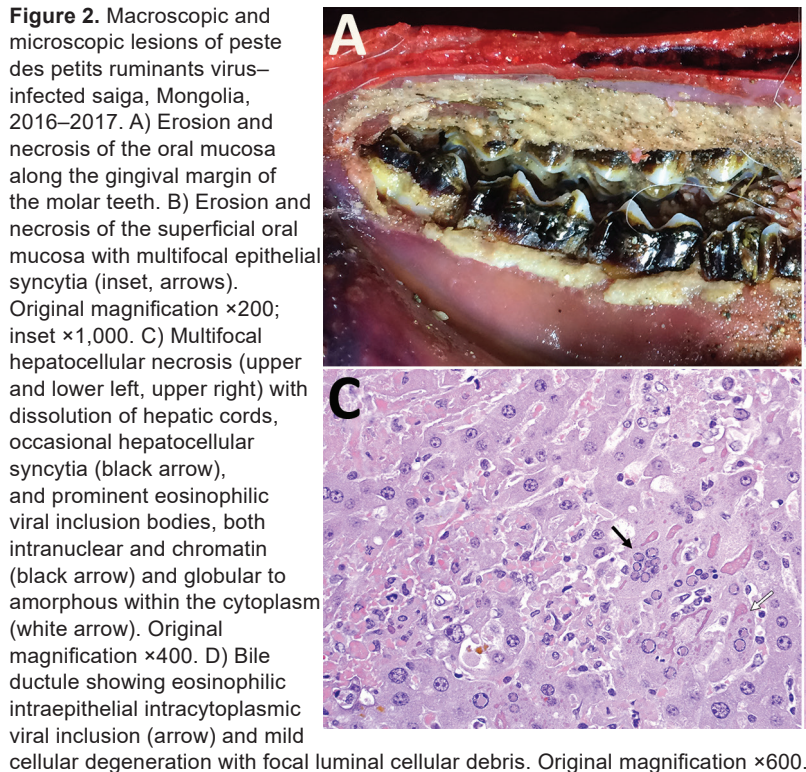 Figure 2. Macroscopic and
microscopic lesions of peste
des petits ruminants virus–
infected saiga, Mongolia,
2016–2017. A) Erosion and
necrosis of the oral mucosa
along the gingival margin of
the molar teeth. B) Erosion and
necrosis of the superficial oral
mucosa with multifocal epithelial
syncytia (inset, arrows).
Original magnification ×200;
inset ×1,000. C) Multifocal
hepatocellular necrosis (upper
and lower left, upper right) with
dissolution of hepatic cords,
occasional hepatocellular
syncytia (black arrow),
and prominent eosinophilic
viral inclusion bodies, both
intranuclear and chromatin
(black arrow) and globular to
amorphous within the cytoplasm
(white arrow). Original
magnification ×400. D) Bile
ductule showing eosinophilic
intraepithelial intracytoplasmic
viral inclusion (arrow) and mild
cellular degeneration with focal luminal cellular debris. Original magnification ×600.
A
C